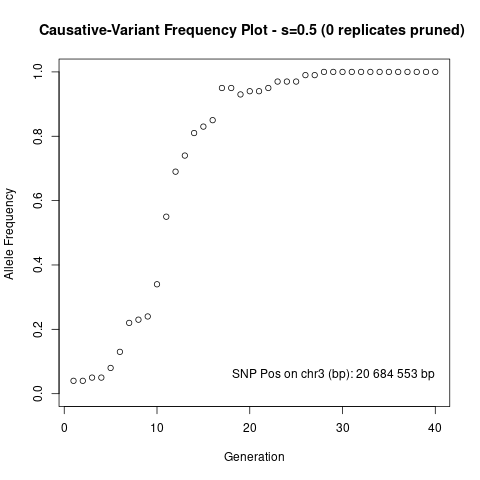 Causative-Variant Frequency Plot - s=0.5 (0 replicates pruned)
Allele Frequency
1.0
0.8
0.6
0.4
0.2
0.0
SNP Pos on chr3 (bp): 20 684 553 bp
0 10 20 30 40
Generation